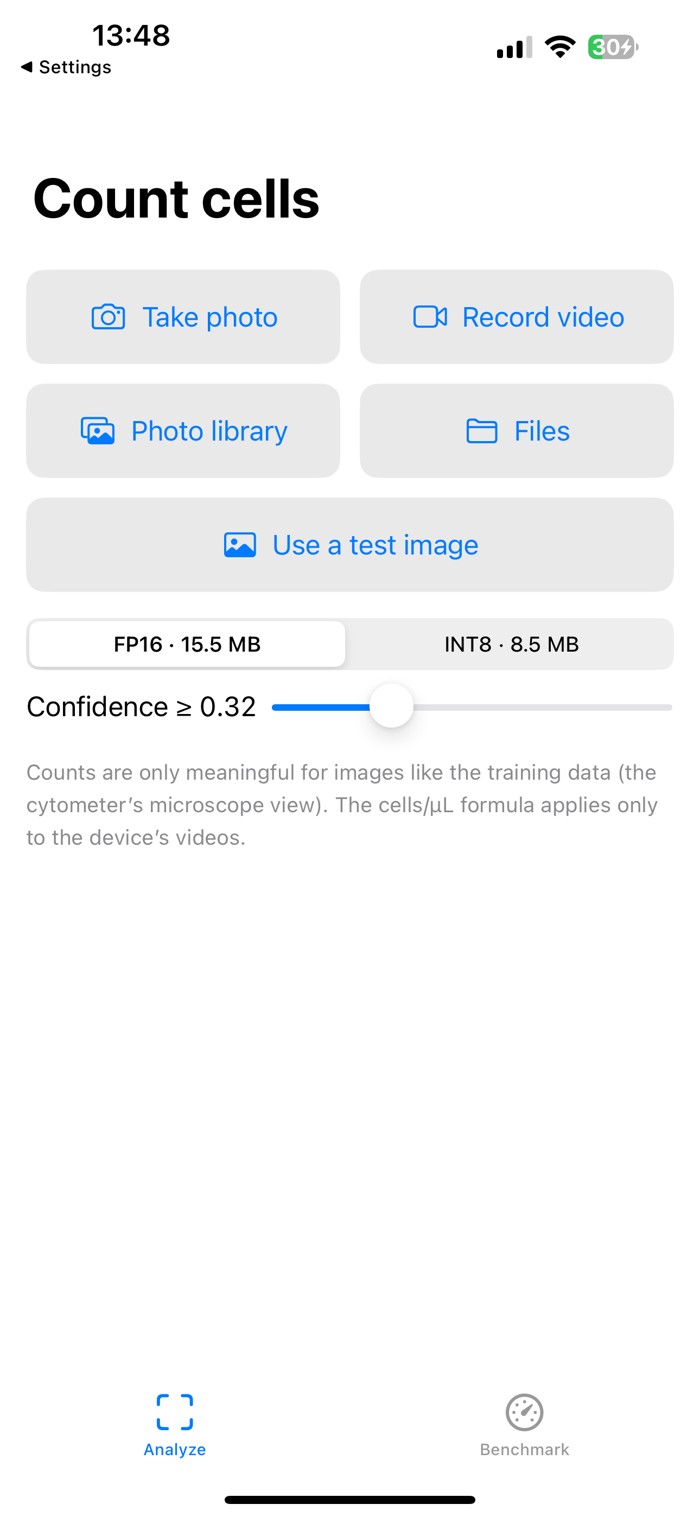 13:48
30
◀ Settings
Count cells
Take photo
Record video
Photo library
Files
Use a test image
FP16 · 15.5 MB
INT8 · 8.5 MB
Confidence ≥ 0.32
Counts are only meaningful for images like the training data (the
cytometer’s microscope view). The cells/µL formula applies only
to the device’s videos.
Analyze
Benchmark